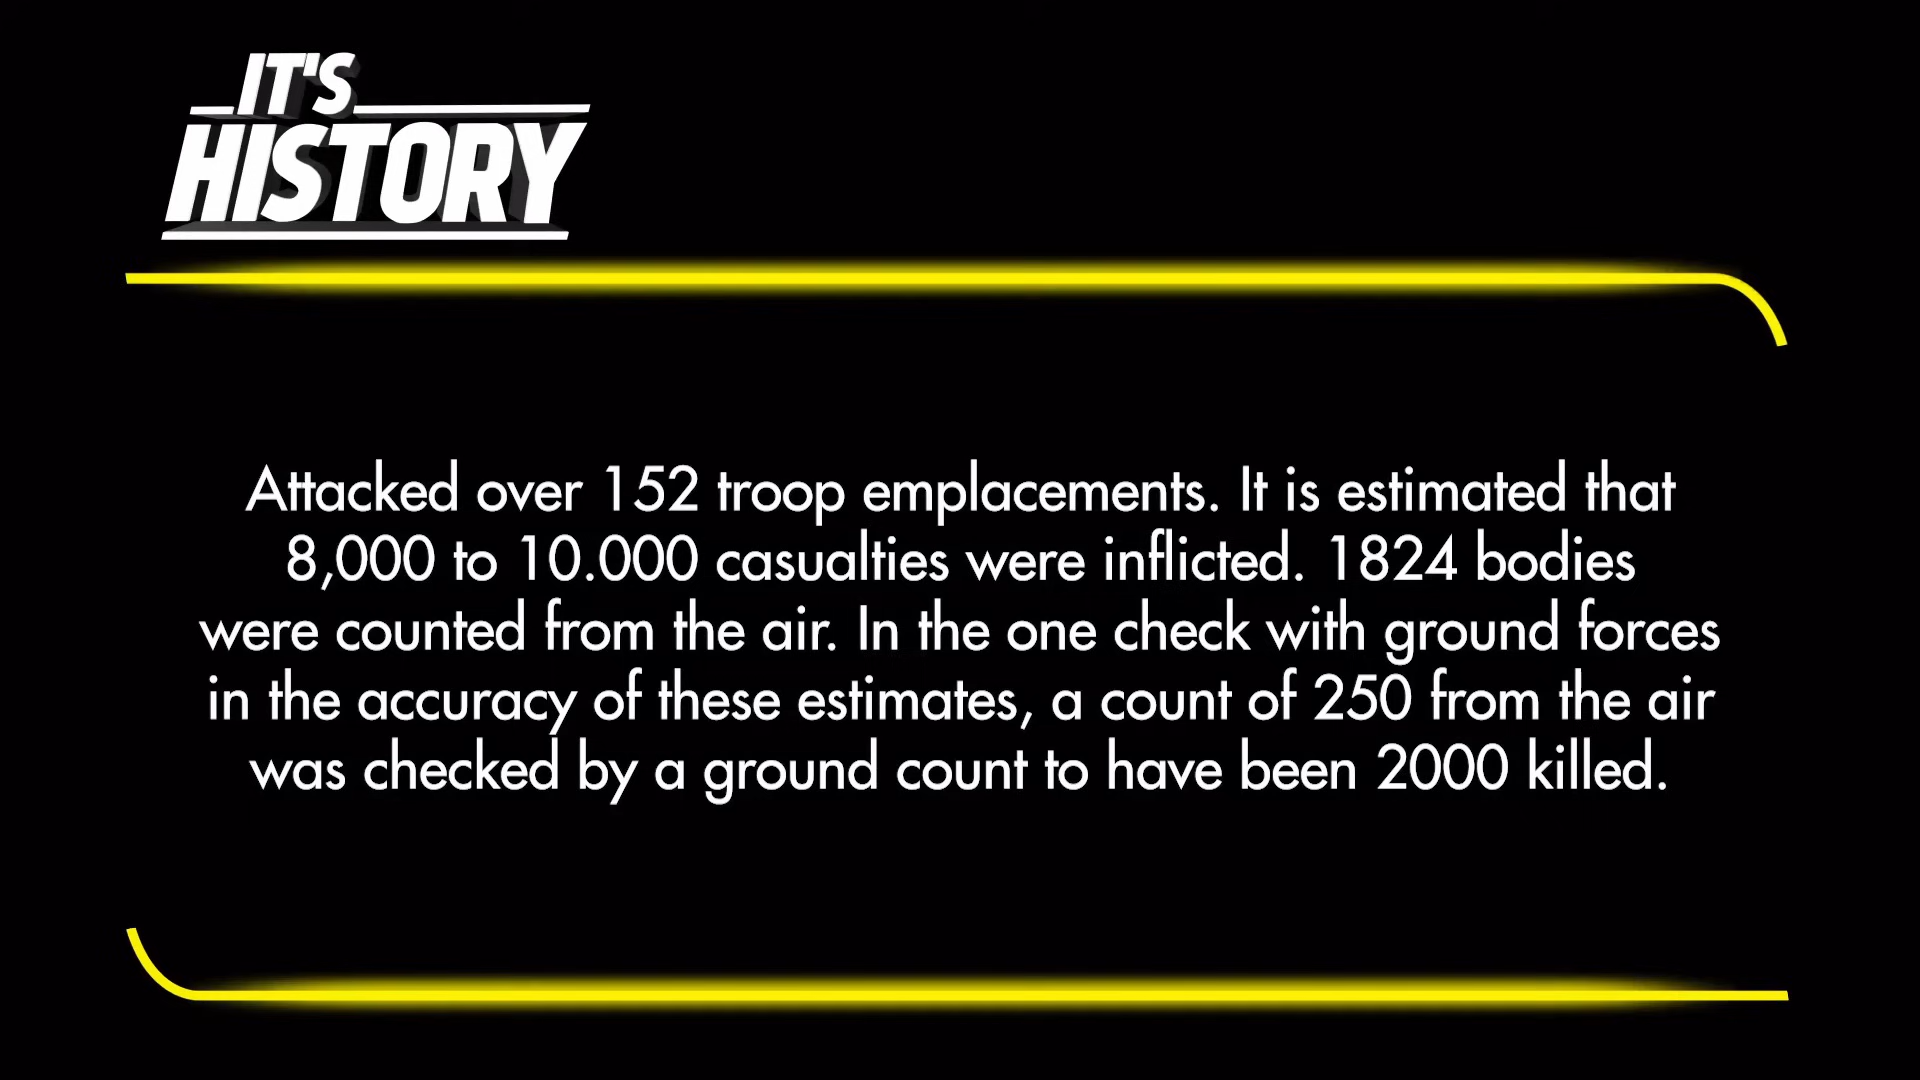 IT'S
HISTORY
Attacked over 152 troop emplacements. It is estimated that
8,000 to 10.000 casualties were inflicted. 1824 bodies
were counted from the air. In the one check with ground forces
in the accuracy of these estimates, a count of 250 from the air
was checked by a ground count to have been 2000 killed.